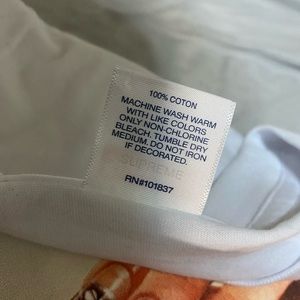 100% COTTON
MACHINE WASH WARM
WITH LIKE COLORS
ONLY NON-CHLORINE
BLEACH. TUMBLE DRY
MEDIUM. DO NOT IRON
IF DECORATED.
SUPREME
RN#101837